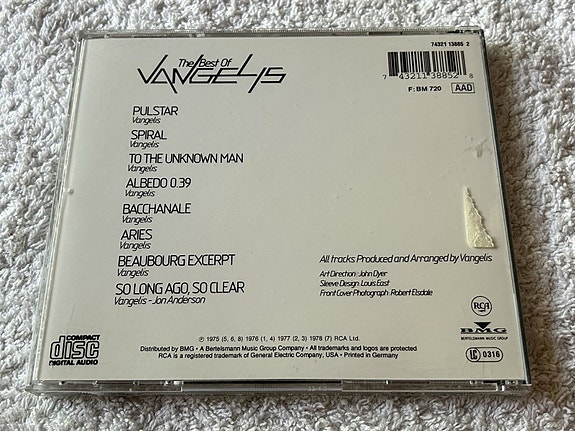 74321 13885 2
The Best Of
VANGELIS
7 43211 38852 8
F: BM 720
AAD
PULSTAR
Vangelis
SPIRAL
Vangelis
TO THE UNKNOWN MAN
Vangelis
ALBEDO 0.39
Vangelis
BACCHANALE
Vangelis
ARIES
Vangelis
BEAUBOURG EXCERPT
Vangelis
SO LONG AGO, SO CLEAR
Vangelis - Jon Anderson
All tracks Produced and Arranged by Vangelis
Art Direction: John Dyer
Sleeve Design: Louis East
Front Cover Photograph: Robert Elsdale
RCA
BMG
BERTELSMANN MUSIC GROUP
LC 0316
COMPACT
disc
DIGITAL AUDIO
℗ 1975 (5, 6, 8) 1976 (1, 4) 1977 (2, 3) 1978 (7) RCA Ltd.
Distributed by BMG • A Bertelsmann Music Group Company • All trademarks and logos are protected
RCA is a registered trademark of General Electric Company, USA • Printed in Germany